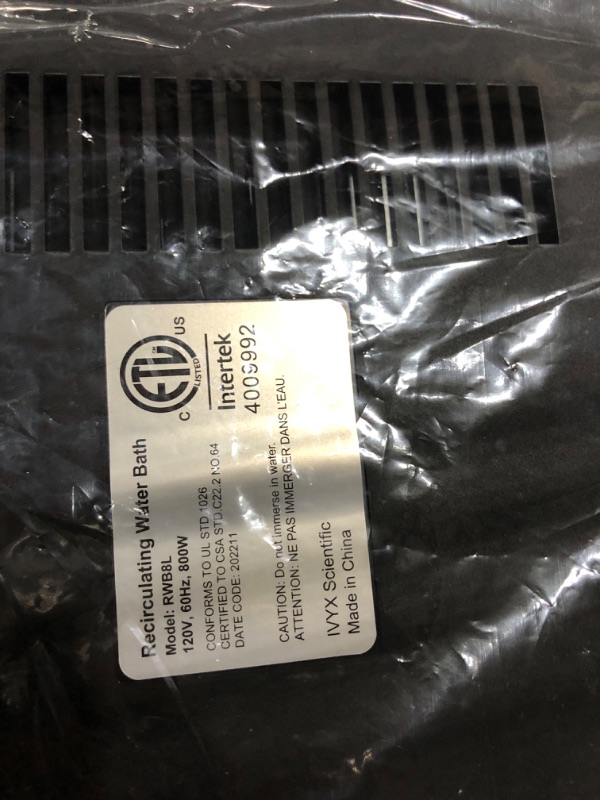 Recirculating Water Bath
Model: RWB8L
120V, 60Hz, 800W
CONFORMS TO UL STD 1026
CERTIFIED TO CSA STD.C22.2 NO.64
DATE CODE: 202211
CAUTION: Do not immerse in water.
ATTENTION: NE PAS IMMERGER DANS L'EAU.
IVYX Scientific
Made in China
C ETL US
LISTED
Intertek
4009992